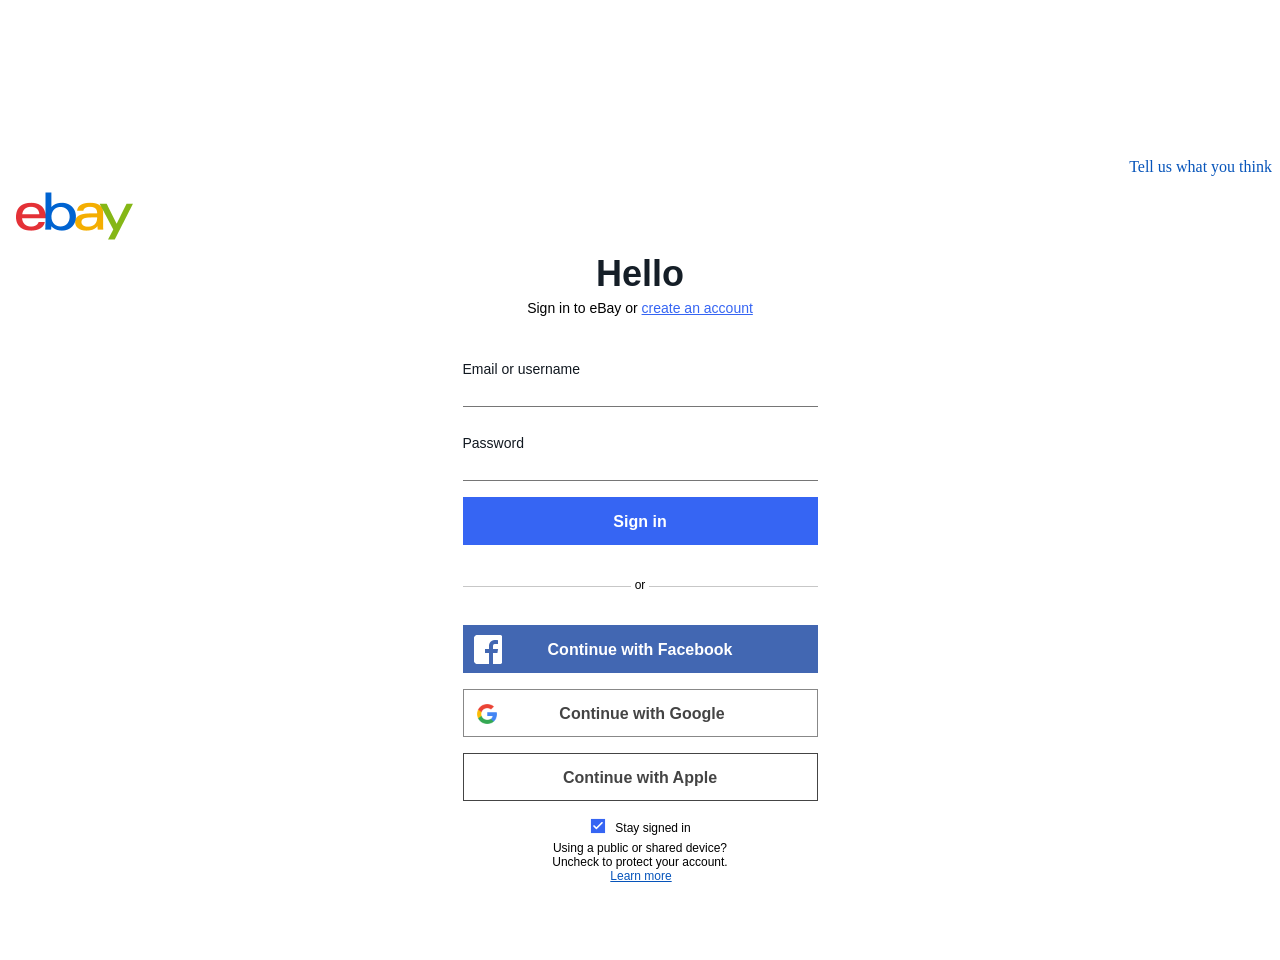 Tell us what you think
ebay
Hello
Sign in to eBay or create an account
Email or username
Password
Sign in
or
Continue with Facebook
Continue with Google
Continue with Apple
Stay signed in
Using a public or shared device?
Uncheck to protect your account.
Learn more